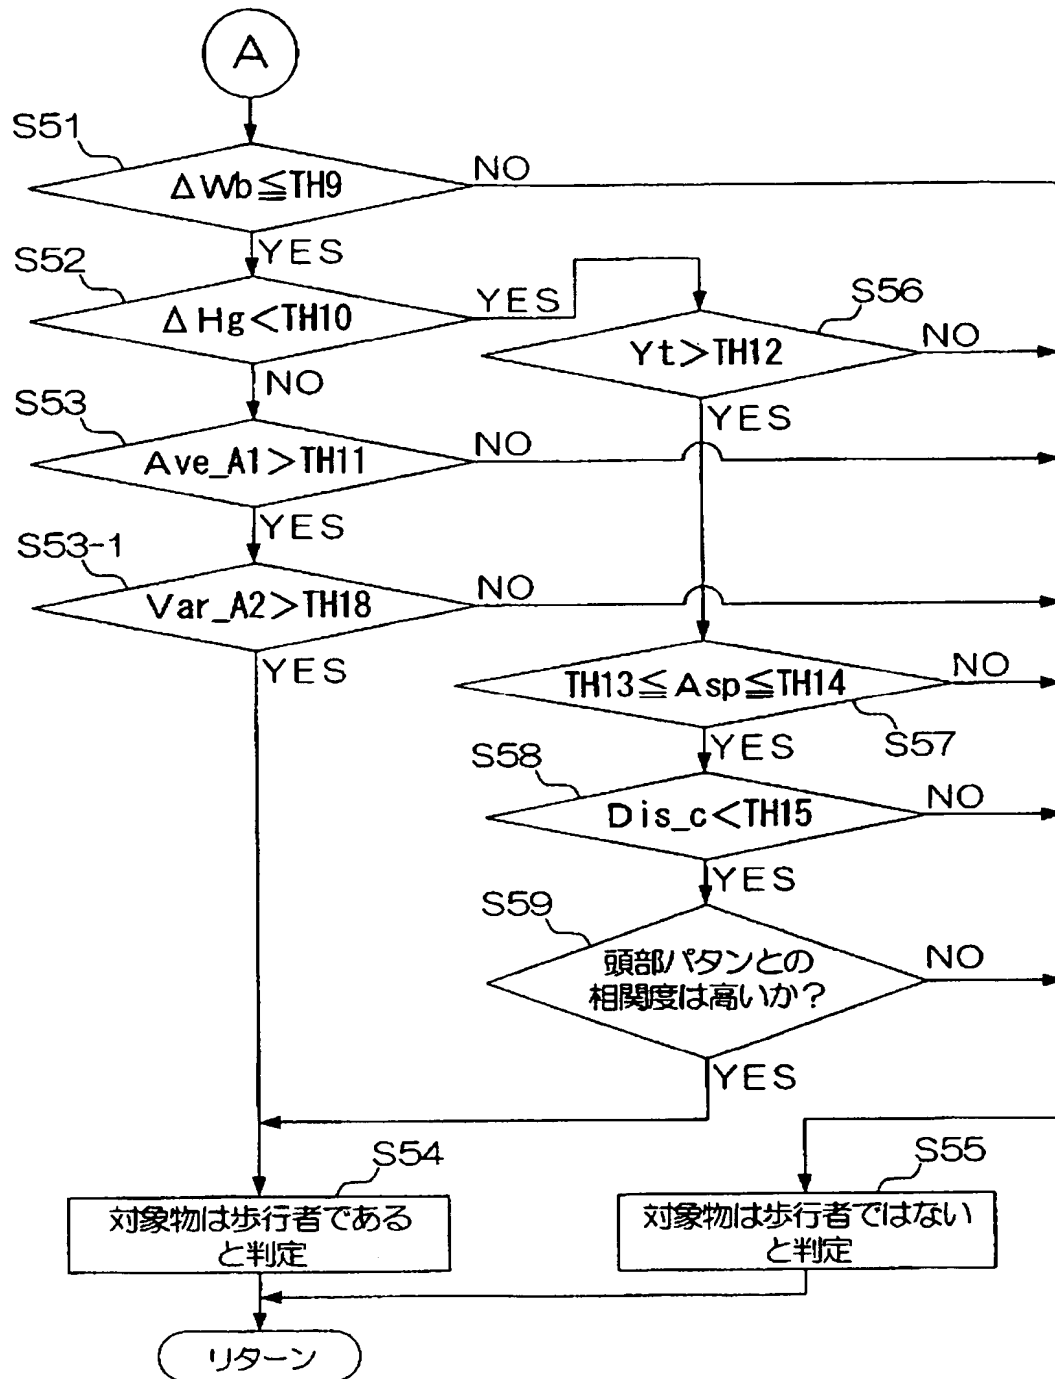 A
S51
ΔWb≦TH9
NO
YES
S52
ΔHg<TH10
YES
NO
S56
Yt>TH12
NO
YES
S53
Ave_A1>TH11
NO
YES
S53-1
Var_A2>TH18
NO
YES
TH13≦Asp≦TH14
NO
S57
YES
S58
Dis_c<TH15
NO
YES
S59
頭部パタンとの
相関度は高いか?
NO
YES
S54
対象物は歩行者である
と判定
S55
対象物は歩行者ではない
と判定
リターン